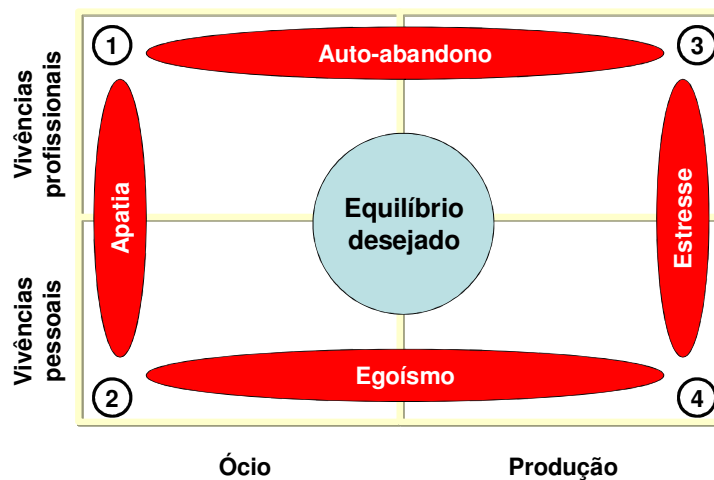 1
Auto-abandono
3
Vivências
profissionais
Apatia
Equilíbrio
desejado
Estresse
Vivências
pessoais
Egoísmo
2
4
Ócio
Produção